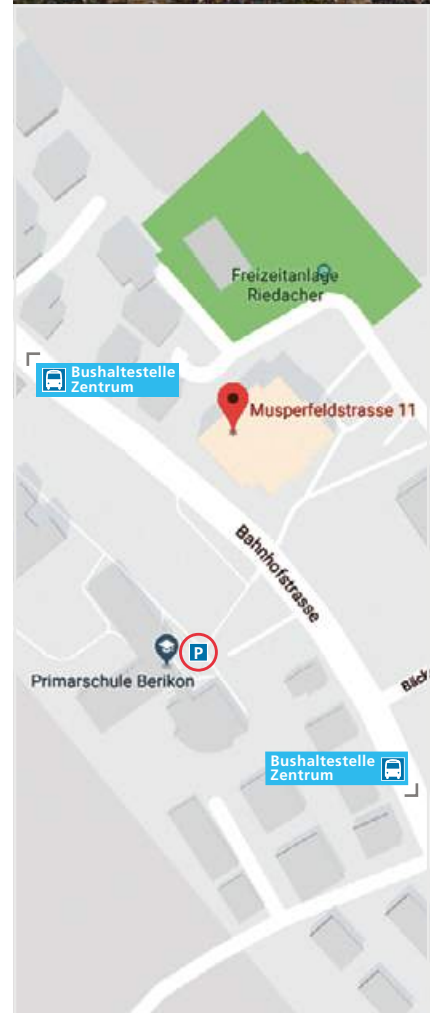 Freizeitanlage
Riedacher
Bushaltestelle
Zentrum
Musperfeldstrasse 11
Bahnhofstrasse
P
Primarschule Berikon
Bushaltestelle
Zentrum